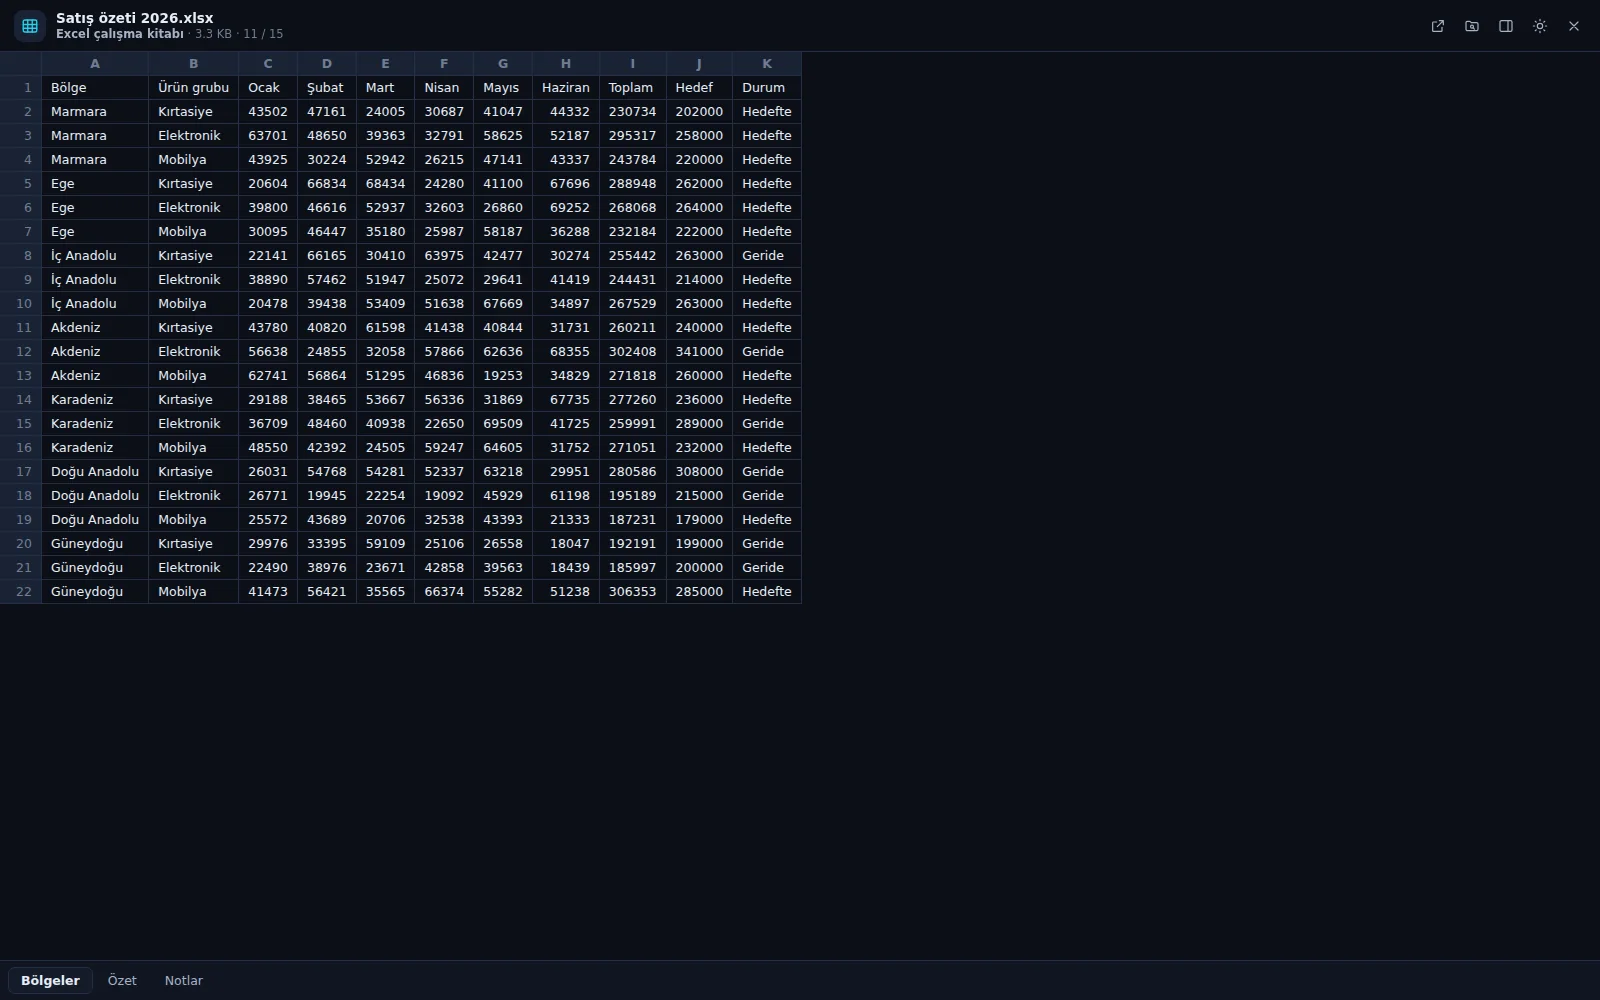 Satış özeti 2026.xlsx
Excel çalışma kitabı · 3.3 KB · 11 / 15
A B C D E F G H I J K
1 Bölge Ürün grubu Ocak Şubat Mart Nisan Mayıs Haziran Toplam Hedef Durum
2 Marmara Kırtasiye 43502 47161 24005 30687 41047 44332 230734 202000 Hedefte
3 Marmara Elektronik 63701 48650 39363 32791 58625 52187 295317 258000 Hedefte
4 Marmara Mobilya 43925 30224 52942 26215 47141 43337 243784 220000 Hedefte
5 Ege Kırtasiye 20604 66834 68434 24280 41100 67696 288948 262000 Hedefte
6 Ege Elektronik 39800 46616 52937 32603 26860 69252 268068 264000 Hedefte
7 Ege Mobilya 30095 46447 35180 25987 58187 36288 232184 222000 Hedefte
8 İç Anadolu Kırtasiye 22141 66165 30410 63975 42477 30274 255442 263000 Geride
9 İç Anadolu Elektronik 38890 57462 51947 25072 29641 41419 244431 214000 Hedefte
10 İç Anadolu Mobilya 20478 39438 53409 51638 67669 34897 267529 263000 Hedefte
11 Akdeniz Kırtasiye 43780 40820 61598 41438 40844 31731 260211 240000 Hedefte
12 Akdeniz Elektronik 56638 24855 32058 57866 62636 68355 302408 341000 Geride
13 Akdeniz Mobilya 62741 56864 51295 46836 19253 34829 271818 260000 Hedefte
14 Karadeniz Kırtasiye 29188 38465 53667 56336 31869 67735 277260 236000 Hedefte
15 Karadeniz Elektronik 36709 48460 40938 22650 69509 41725 259991 289000 Geride
16 Karadeniz Mobilya 48550 42392 24505 59247 64605 31752 271051 232000 Hedefte
17 Doğu Anadolu Kırtasiye 26031 54768 54281 52337 63218 29951 280586 308000 Geride
18 Doğu Anadolu Elektronik 26771 19945 22254 19092 45929 61198 195189 215000 Geride
19 Doğu Anadolu Mobilya 25572 43689 20706 32538 43393 21333 187231 179000 Hedefte
20 Güneydoğu Kırtasiye 29976 33395 59109 25106 26558 18047 192191 199000 Geride
21 Güneydoğu Elektronik 22490 38976 23671 42858 39563 18439 185997 200000 Geride
22 Güneydoğu Mobilya 41473 56421 35565 66374 55282 51238 306353 285000 Hedefte
Bölgeler Özet Notlar